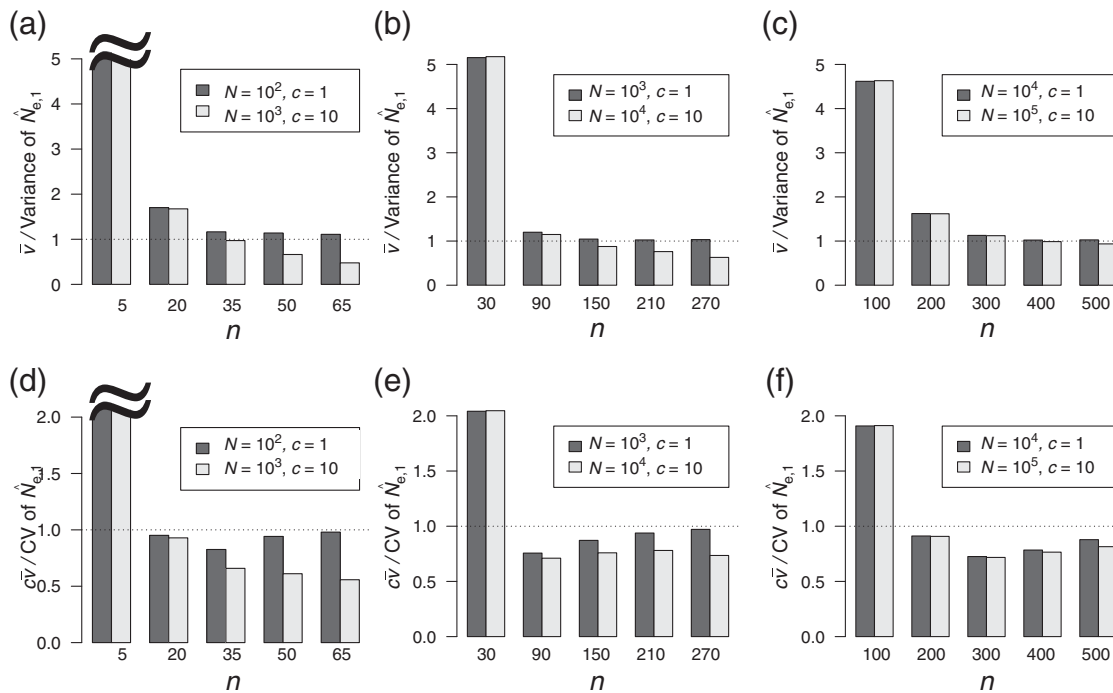 (a)
5
4
3
2
1
0
v̄ / Variance of N̂e,1
N = 10², c = 1
N = 10³, c = 10
5 20 35 50 65
n
(b)
5
4
3
2
1
0
v̄ / Variance of N̂e,1
N = 10³, c = 1
N = 10⁴, c = 10
30 90 150 210 270
n
(c)
5
4
3
2
1
0
v̄ / Variance of N̂e,1
N = 10⁴, c = 1
N = 10⁵, c = 10
100 200 300 400 500
n
(d)
2.0
1.5
1.0
0.5
0.0
cv̄ / CV of N̂e,1
N = 10², c = 1
N = 10³, c = 10
5 20 35 50 65
n
(e)
2.0
1.5
1.0
0.5
0.0
cv̄ / CV of N̂e,1
N = 10³, c = 1
N = 10⁴, c = 10
30 90 150 210 270
n
(f)
2.0
1.5
1.0
0.5
0.0
cv̄ / CV of N̂e,1
N = 10⁴, c = 1
N = 10⁵, c = 10
100 200 300 400 500
n